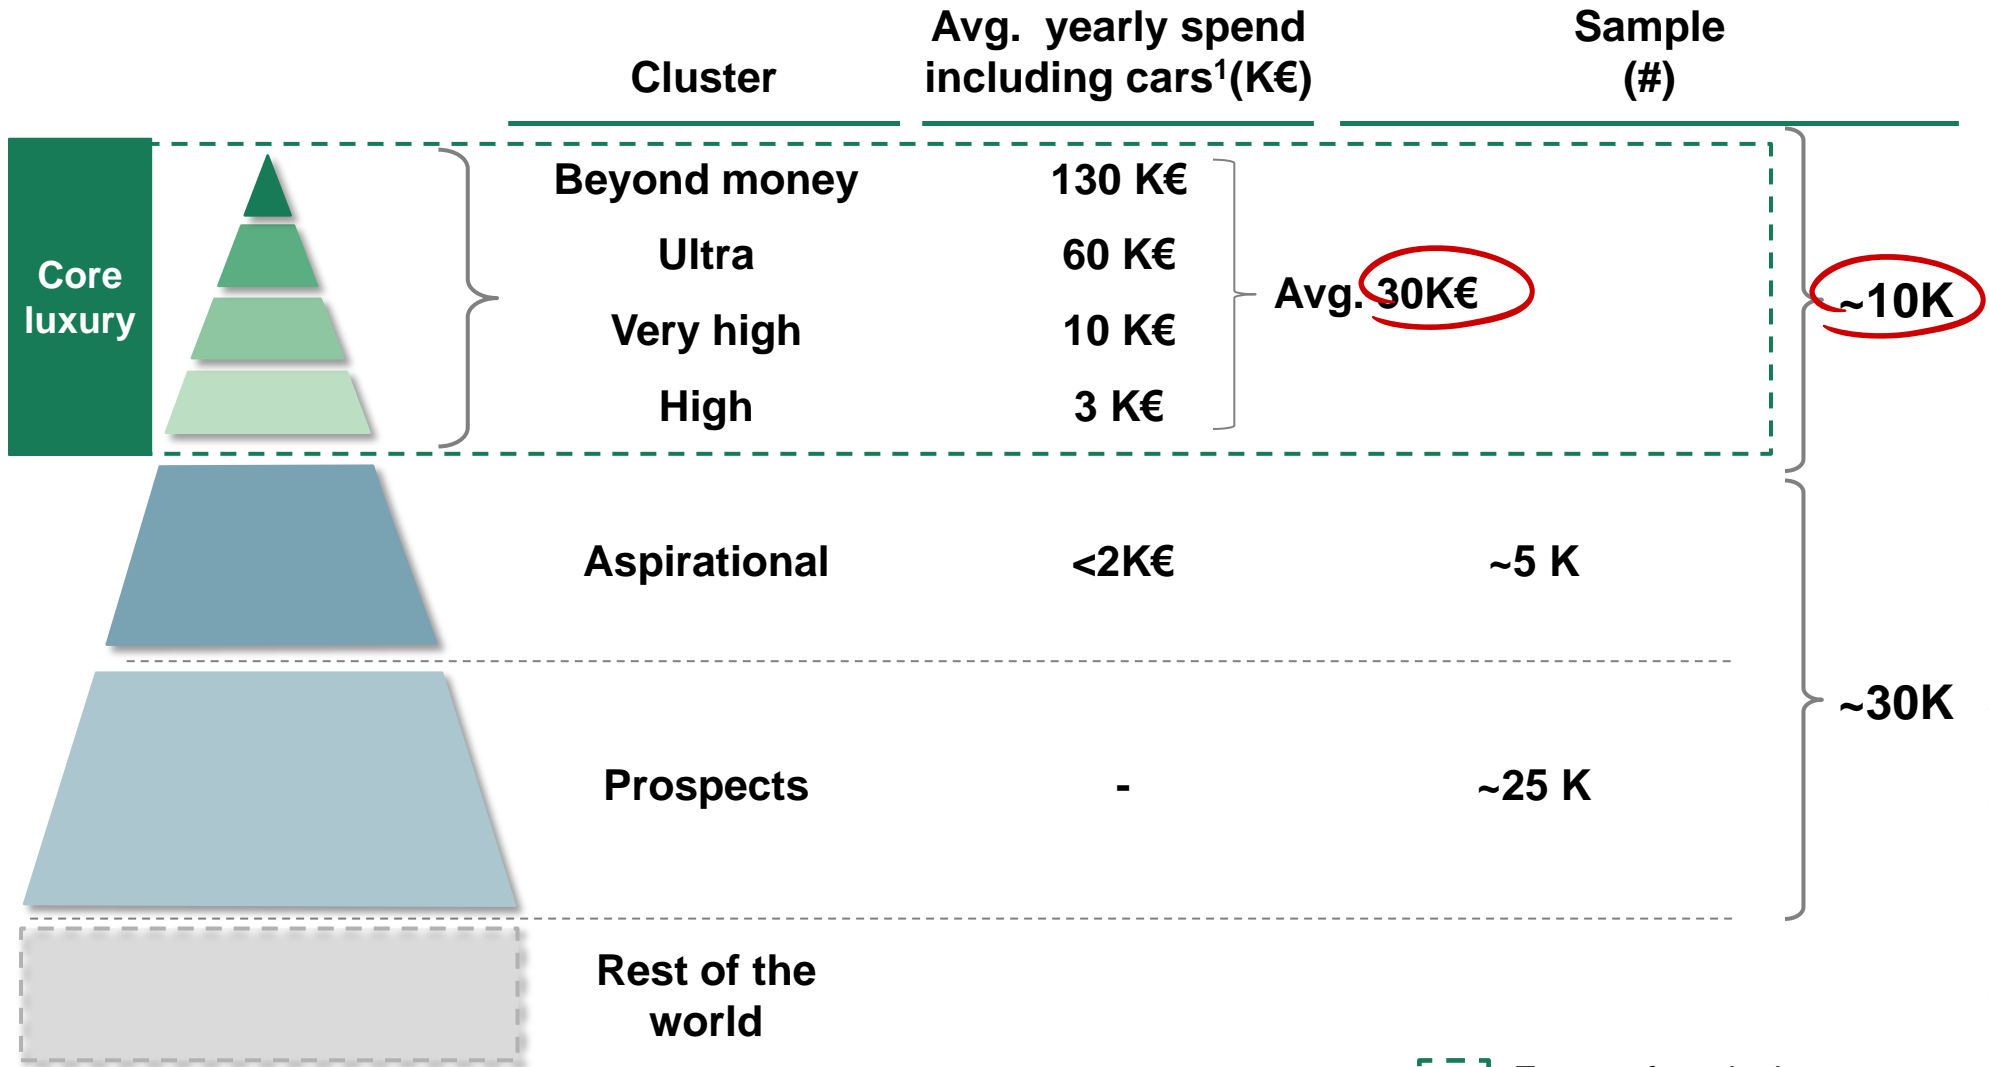 Cluster
Avg. yearly spend
including cars¹(K€)
Sample
(#)
Core
luxury
Beyond money
130 K€
Ultra
60 K€
Very high
10 K€
High
3 K€
Avg. 30K€
~10K
Aspirational
<2K€
~5 K
Prospects
-
~25 K
~30K
Rest of the
world